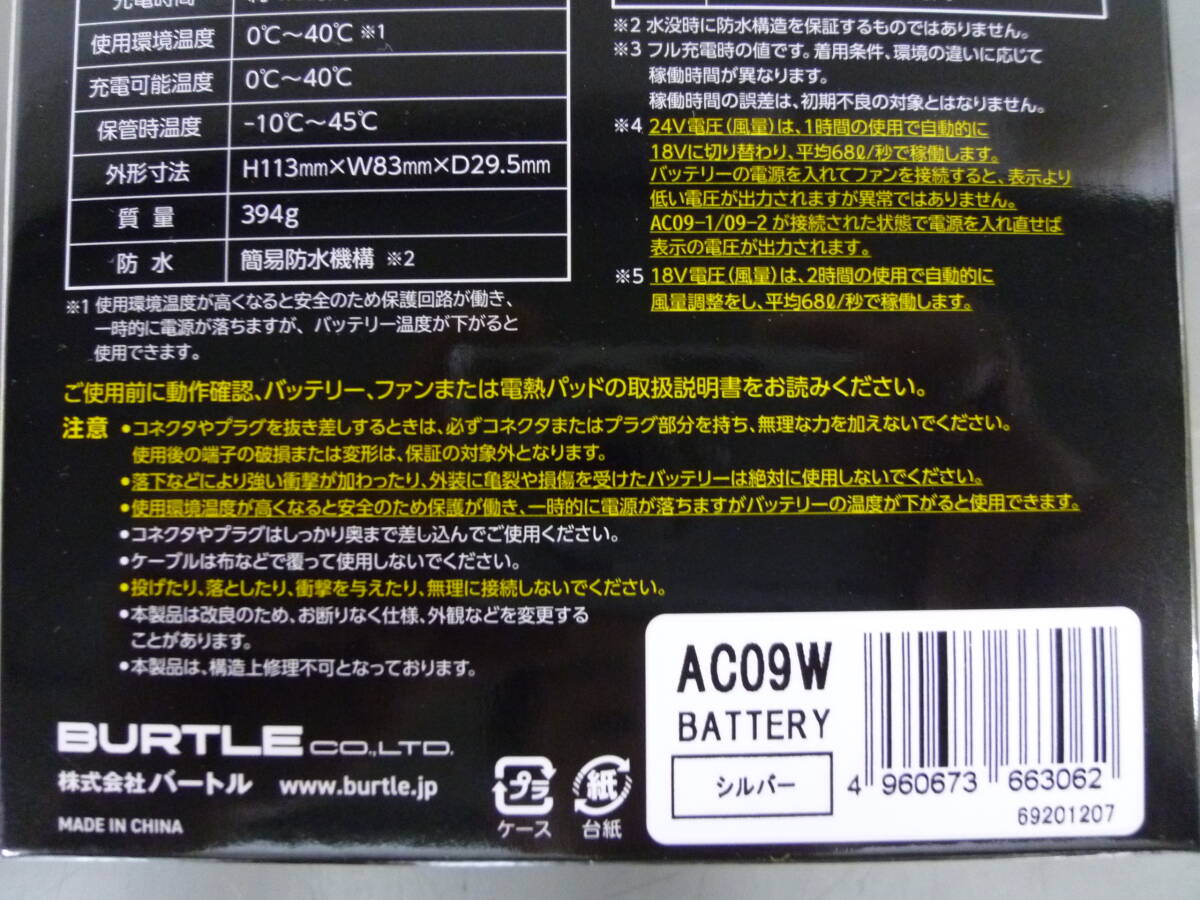 充電時間
使用環境温度 0℃〜40℃ ※1
充電可能温度 0℃〜40℃
保管時温度 -10℃〜45℃
外形寸法 H113mm×W83mm×D29.5mm
質 量 394g
防 水 簡易防水機構 ※2
※1 使用環境温度が高くなると安全のため保護回路が働き、
一時的に電源が落ちますが、バッテリー温度が下がると
使用できます。
※2 水没時に防水構造を保証するものではありません。
※3 フル充電時の値です。着用条件、環境の違いに応じて
稼働時間が異なります。
稼働時間の誤差は、初期不良の対象とはなりません。
※4 24V電圧(風量)は、1時間の使用で自動的に
18Vに切り替わり、平均68ℓ/秒で稼働します。
バッテリーの電源を入れてファンを接続すると、表示より
低い電圧が出力されますが異常ではありません。
AC09-1/09-2 が接続された状態で電源を入れ直せば
表示の電圧が出力されます。
※5 18V電圧(風量)は、2時間の使用で自動的に
風量調整をし、平均68ℓ/秒で稼働します。
ご使用前に動作確認、バッテリー、ファンまたは電熱パッドの取扱説明書をお読みください。
注意 •コネクタやプラグを抜き差しするときは、必ずコネクタまたはプラグ部分を持ち、無理な力を加えないでください。
使用後の端子の破損または変形は、保証の対象外となります。
•落下などにより強い衝撃が加わったり、外装に亀裂や損傷を受けたバッテリーは絶対に使用しないでください。
•使用環境温度が高くなると安全のため保護が働き、一時的に電源が落ちますがバッテリーの温度が下がると使用できます。
•コネクタやプラグはしっかり奥まで差し込んでご使用ください。
•ケーブルは布などで覆って使用しないでください。
•投げたり、落としたり、衝撃を与えたり、無理に接続しないでください。
•本製品は改良のため、お断りなく仕様、外観などを変更する
ことがあります。
•本製品は、構造上修理不可となっております。
BURTLE CO.,LTD.
株式会社バートル www.burtle.jp
MADE IN CHINA
プラ
ケース
紙
台紙
AC09W
BATTERY
シルバー
4 960673 663062
69201207